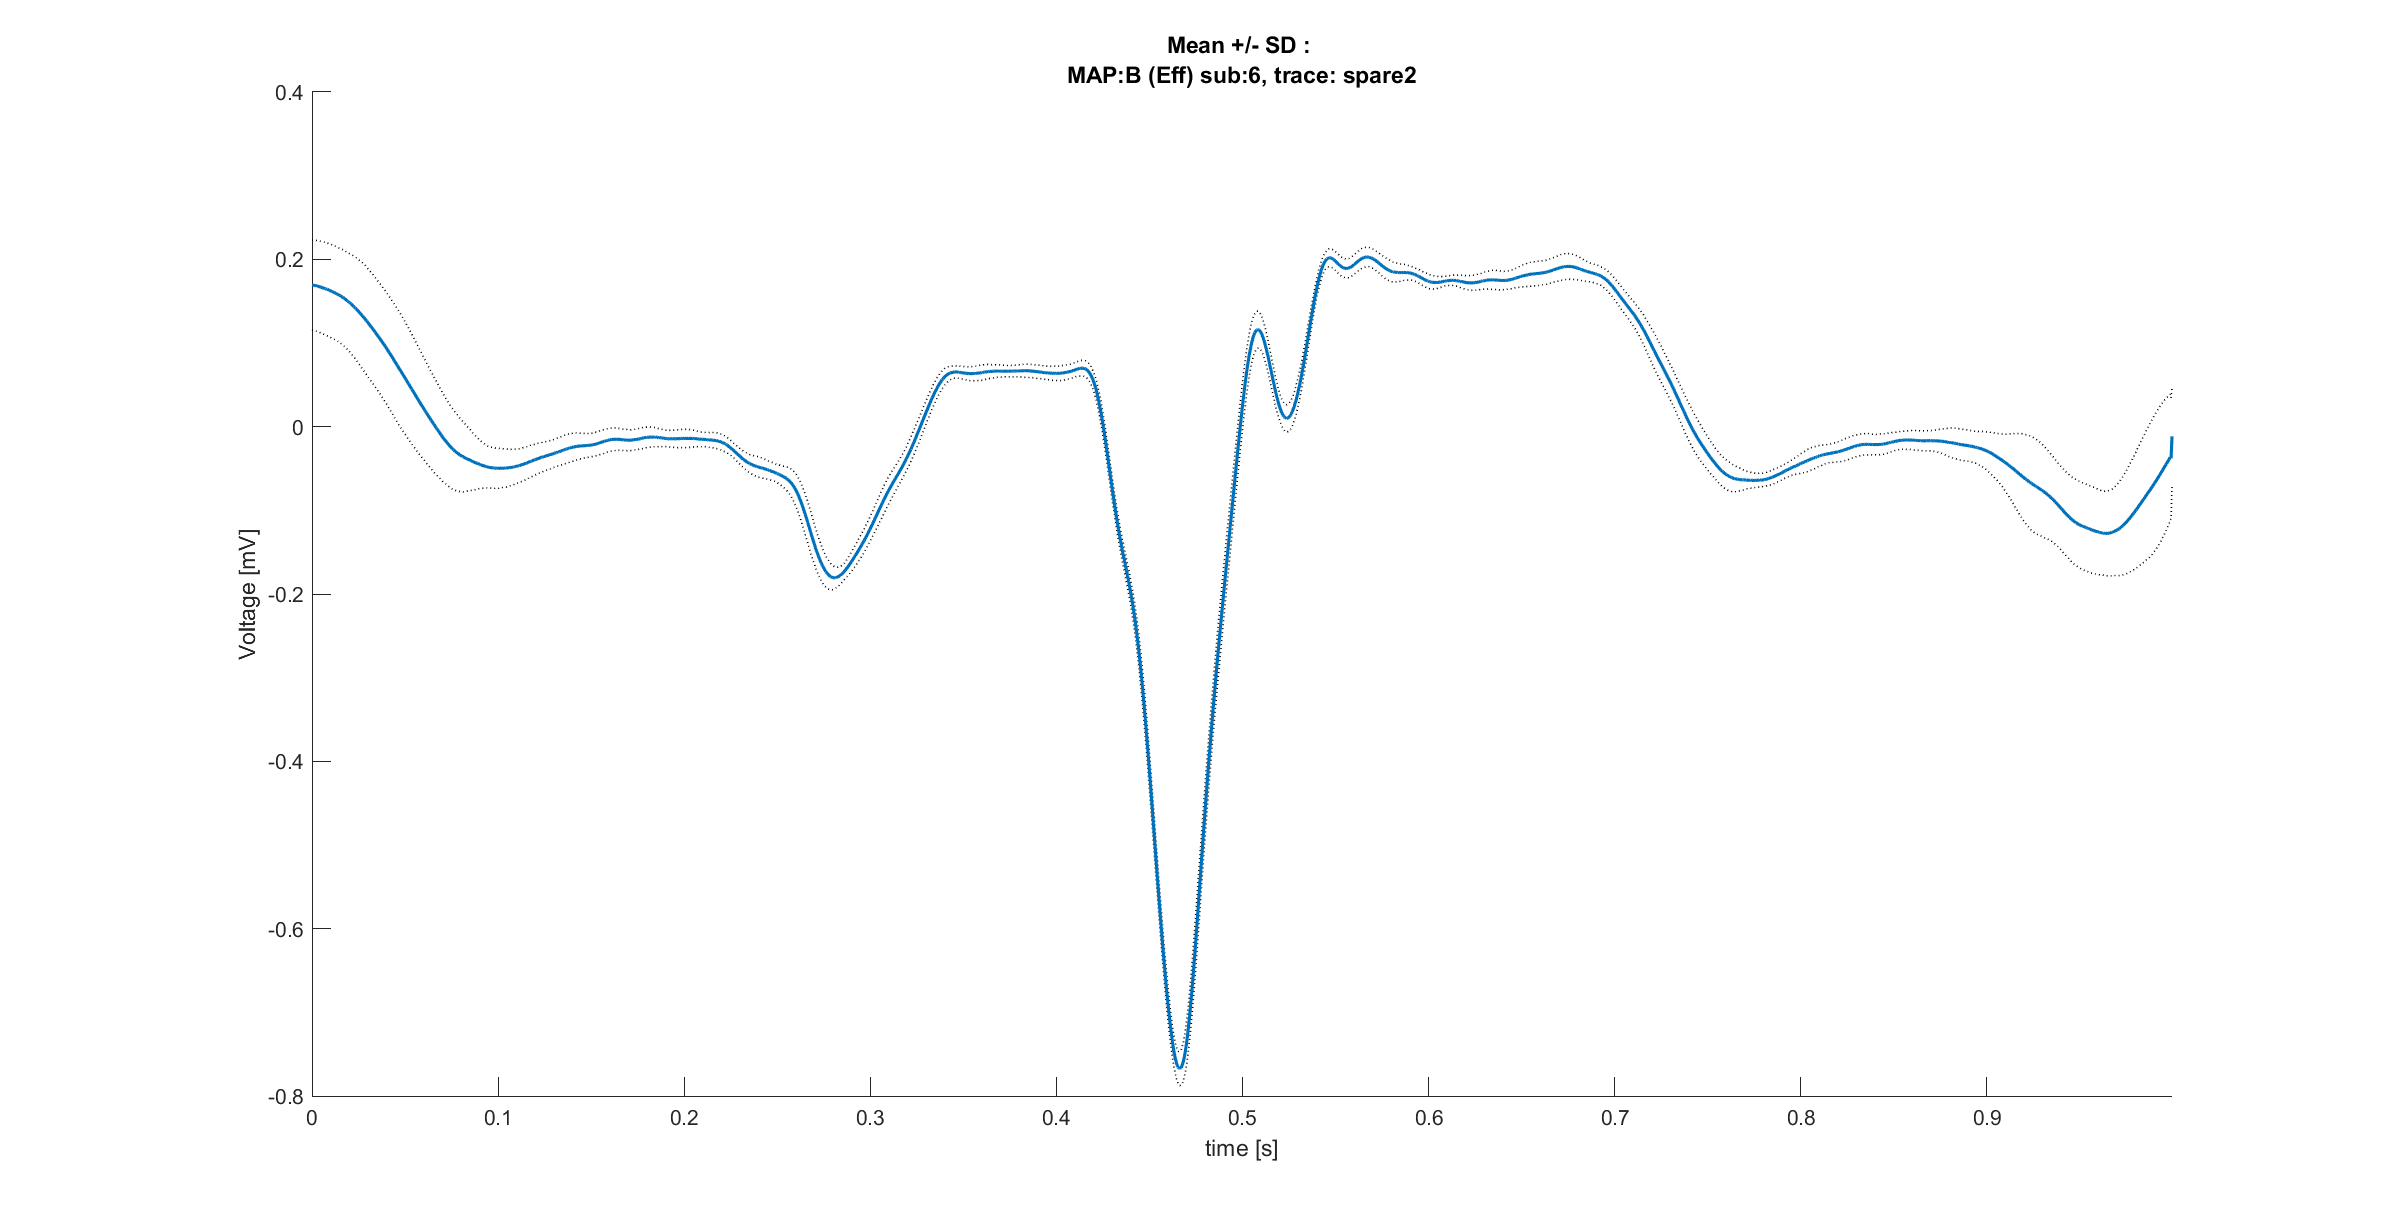 Mean +/- SD :
MAP:B (Eff) sub:6, trace: spare2
0.4
0.2
0
-0.2
-0.4
-0.6
-0.8
Voltage [mV]
0 0.1 0.2 0.3 0.4 0.5 0.6 0.7 0.8 0.9
time [s]